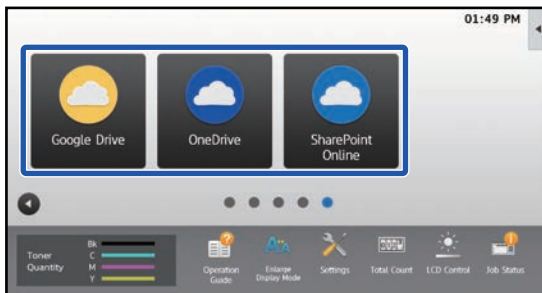 01:49 PM
Google Drive
OneDrive
SharePoint
Online
Toner
Quantity
Bk
C
M
Y
Operation
Guide
Enlarge
Display Mode
Settings
Total Count
LCD Control
Job Status